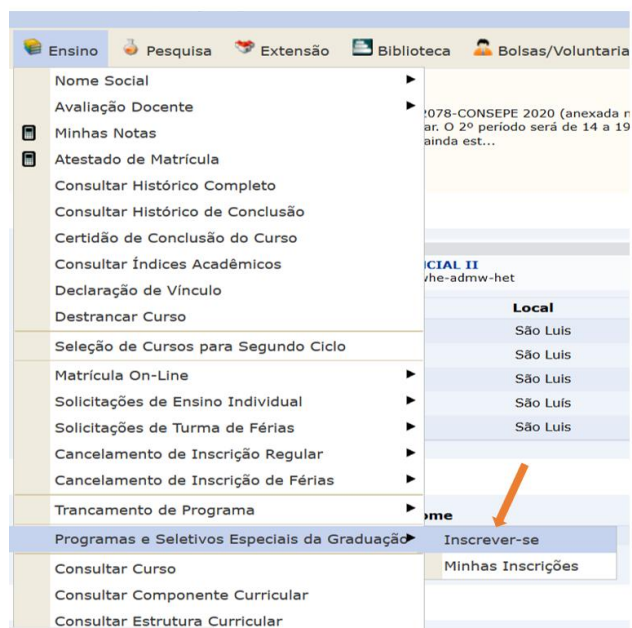 Ensino Pesquisa Extensão Biblioteca Bolsas/Voluntaria
Nome Social
Avaliação Docente
Minhas Notas
Atestado de Matrícula
Consultar Histórico Completo
Consultar Histórico de Conclusão
Certidão de Conclusão do Curso
Consultar Índices Acadêmicos
Declaração de Vínculo
Destrancar Curso
Seleção de Cursos para Segundo Ciclo
Matrícula On-Line
Solicitações de Ensino Individual
Solicitações de Turma de Férias
Cancelamento de Inscrição Regular
Cancelamento de Inscrição de Férias
Trancamento de Programa
Programas e Seletivos Especiais da Graduação
Consultar Curso
Consultar Componente Curricular
Consultar Estrutura Curricular
Inscrever-se
Minhas Inscrições
2078-CONSEPE 2020 (anexada
ar. O 2º período será de 14 a 19
ainda est...
CIAL II
vhe-admw-het
Local
São Luis
São Luis
São Luis
São Luís
São Luis
ome